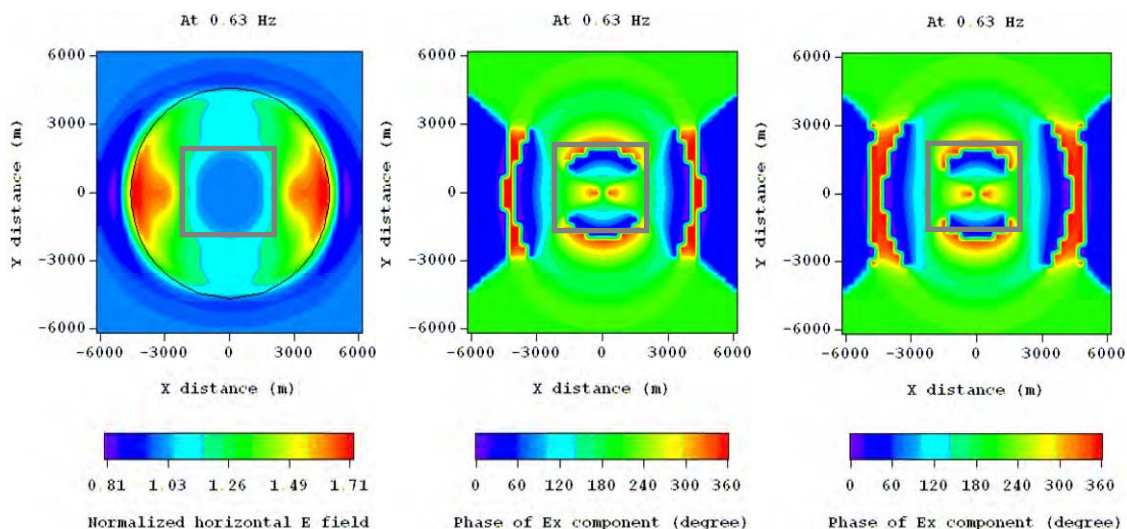 At 0.63 Hz
6000
3000
0
-3000
-6000
Y distance (m)
-6000 -3000 0 3000 6000
X distance (m)
0.81 1.03 1.26 1.49 1.71
Normalized horizontal E field
At 0.63 Hz
6000
3000
0
-3000
-6000
Y distance (m)
-6000 -3000 0 3000 6000
X distance (m)
0 60 120 180 240 300 360
Phase of Ex component (degree)
At 0.63 Hz
6000
3000
0
-3000
-6000
Y distance (m)
-6000 -3000 0 3000 6000
X distance (m)
0 60 120 180 240 300 360
Phase of Ex component (degree)